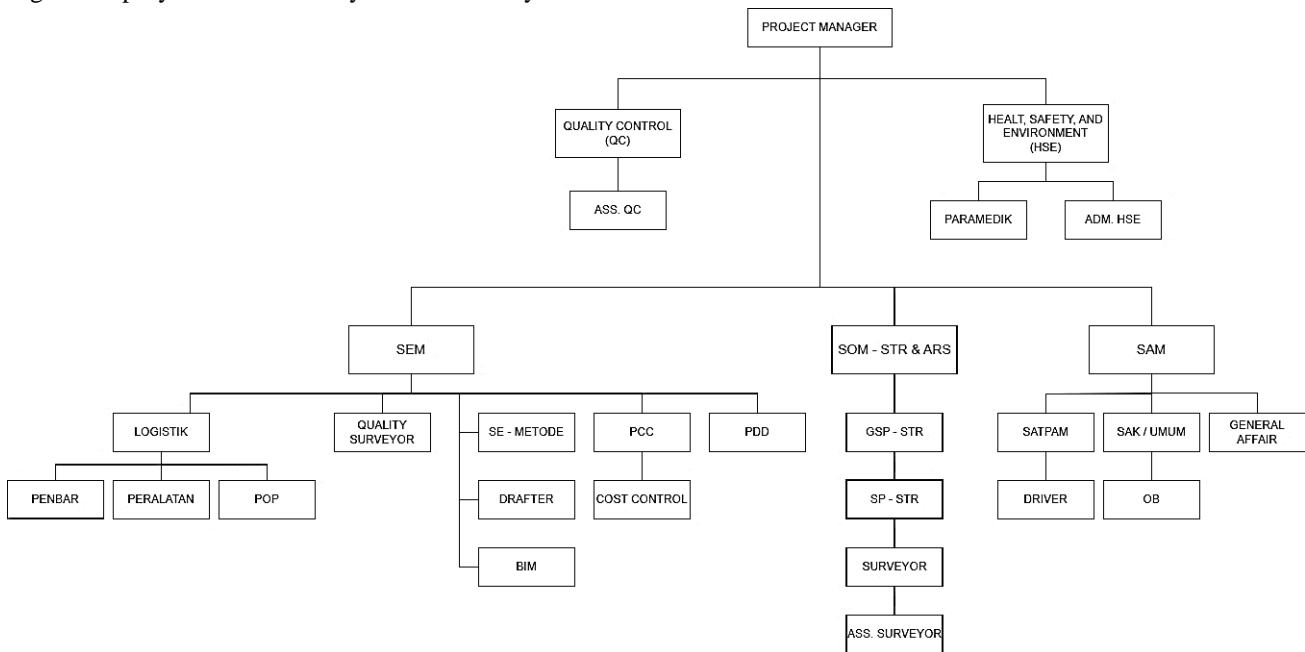 PROJECT MANAGER
QUALITY CONTROL
(QC)
HEALT, SAFETY, AND
ENVIRONMENT
(HSE)
ASS. QC
PARAMEDIK
ADM. HSE
SEM
SOM - STR & ARS
SAM
LOGISTIK
QUALITY
SURVEYOR
SE - METODE
PCC
PDD
GSP - STR
SATPAM
SAK / UMUM
GENERAL
AFFAIR
PENBAR
PERALATAN
POP
DRAFTER
COST CONTROL
SP - STR
DRIVER
OB
BIM
SURVEYOR
ASS. SURVEYOR